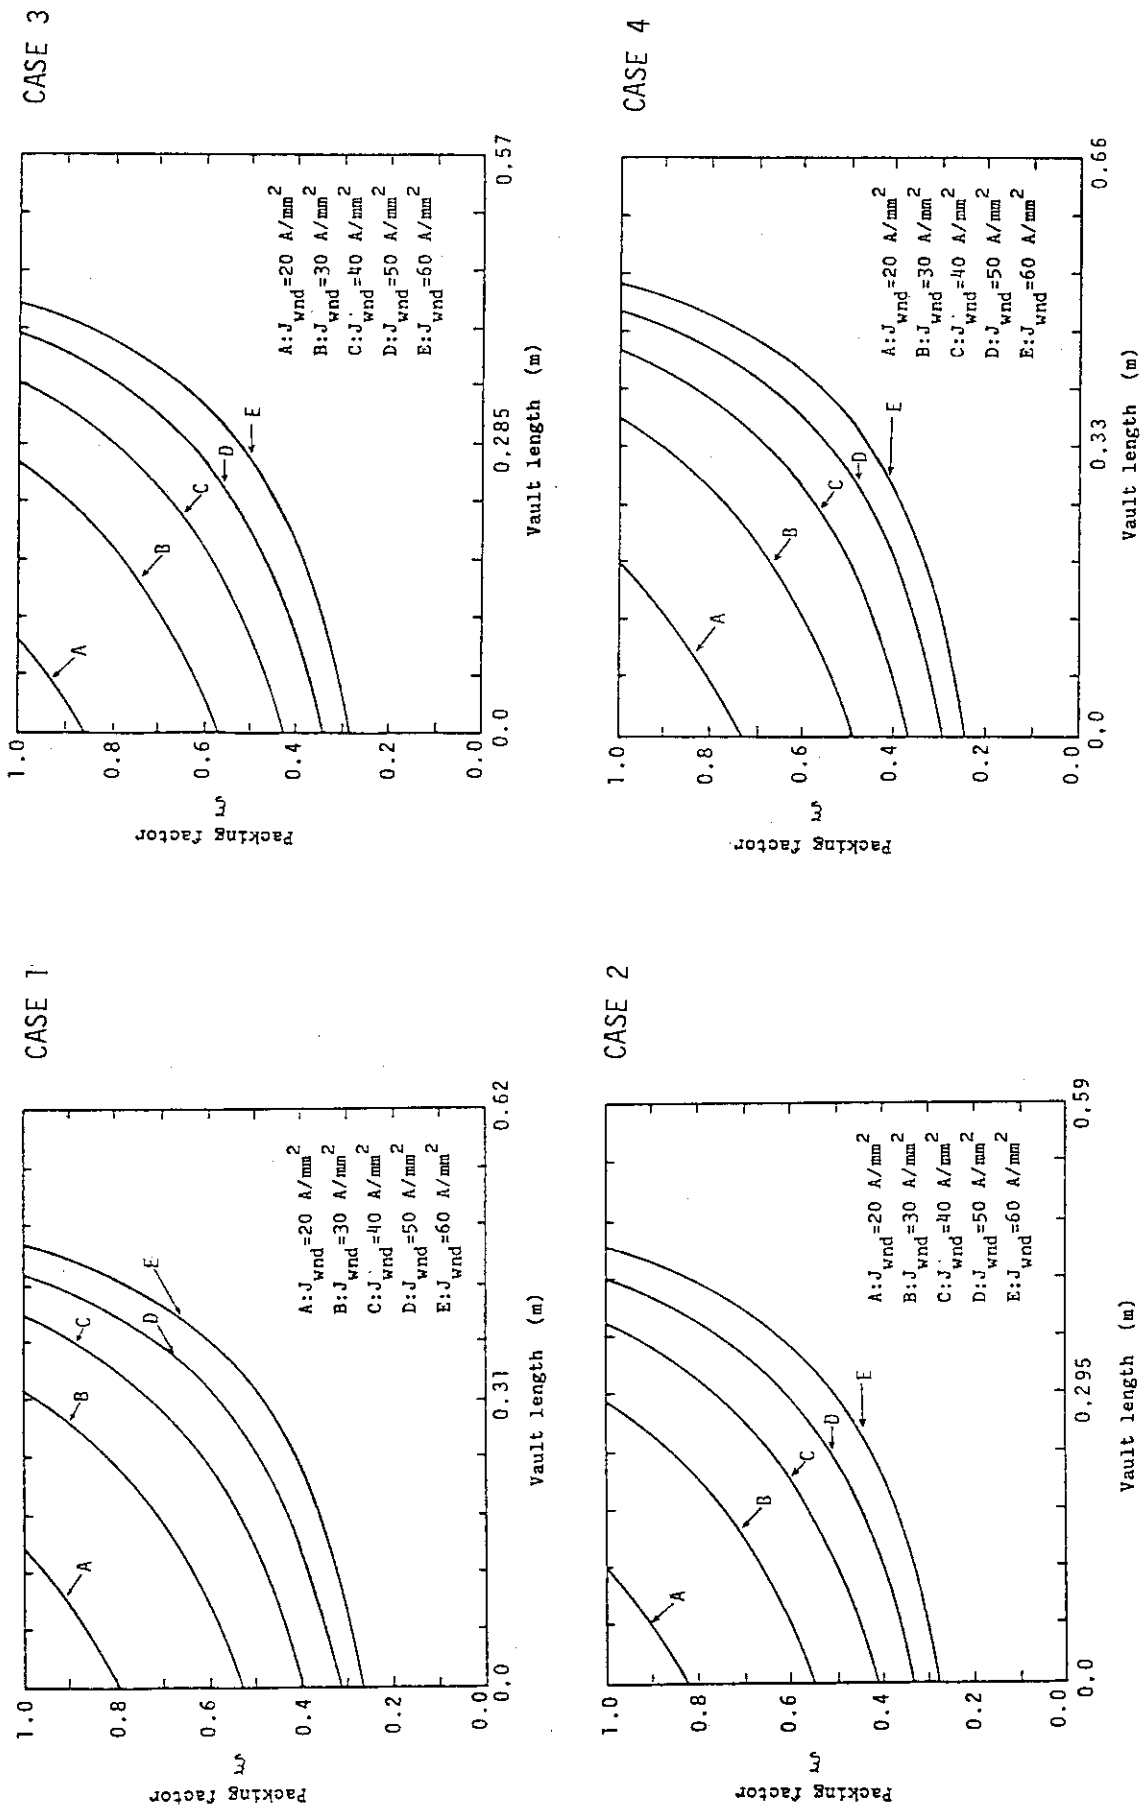 CASE 1
Packing factor
ξ
1.0
0.8
0.6
0.4
0.2
0.0
0.0
0.31
0.62
Vault length (m)
A
B
C
D
E
A:J_wnd=20 A/mm²
B:J_wnd=30 A/mm²
C:J_wnd=40 A/mm²
D:J_wnd=50 A/mm²
E:J_wnd=60 A/mm²
CASE 3
Packing factor
ξ
1.0
0.8
0.6
0.4
0.2
0.0
0.0
0.285
0.57
Vault length (m)
A
B
C
D
E
A:J_wnd=20 A/mm²
B:J_wnd=30 A/mm²
C:J_wnd=40 A/mm²
D:J_wnd=50 A/mm²
E:J_wnd=60 A/mm²
CASE 2
Packing factor
ξ
1.0
0.8
0.6
0.4
0.2
0.0
0.0
0.295
0.59
Vault length (m)
A
B
C
D
E
A:J_wnd=20 A/mm²
B:J_wnd=30 A/mm²
C:J_wnd=40 A/mm²
D:J_wnd=50 A/mm²
E:J_wnd=60 A/mm²
CASE 4
Packing factor
ξ
1.0
0.8
0.6
0.4
0.2
0.0
0.0
0.33
0.66
Vault length (m)
A
B
C
D
E
A:J_wnd=20 A/mm²
B:J_wnd=30 A/mm²
C:J_wnd=40 A/mm²
D:J_wnd=50 A/mm²
E:J_wnd=60 A/mm²